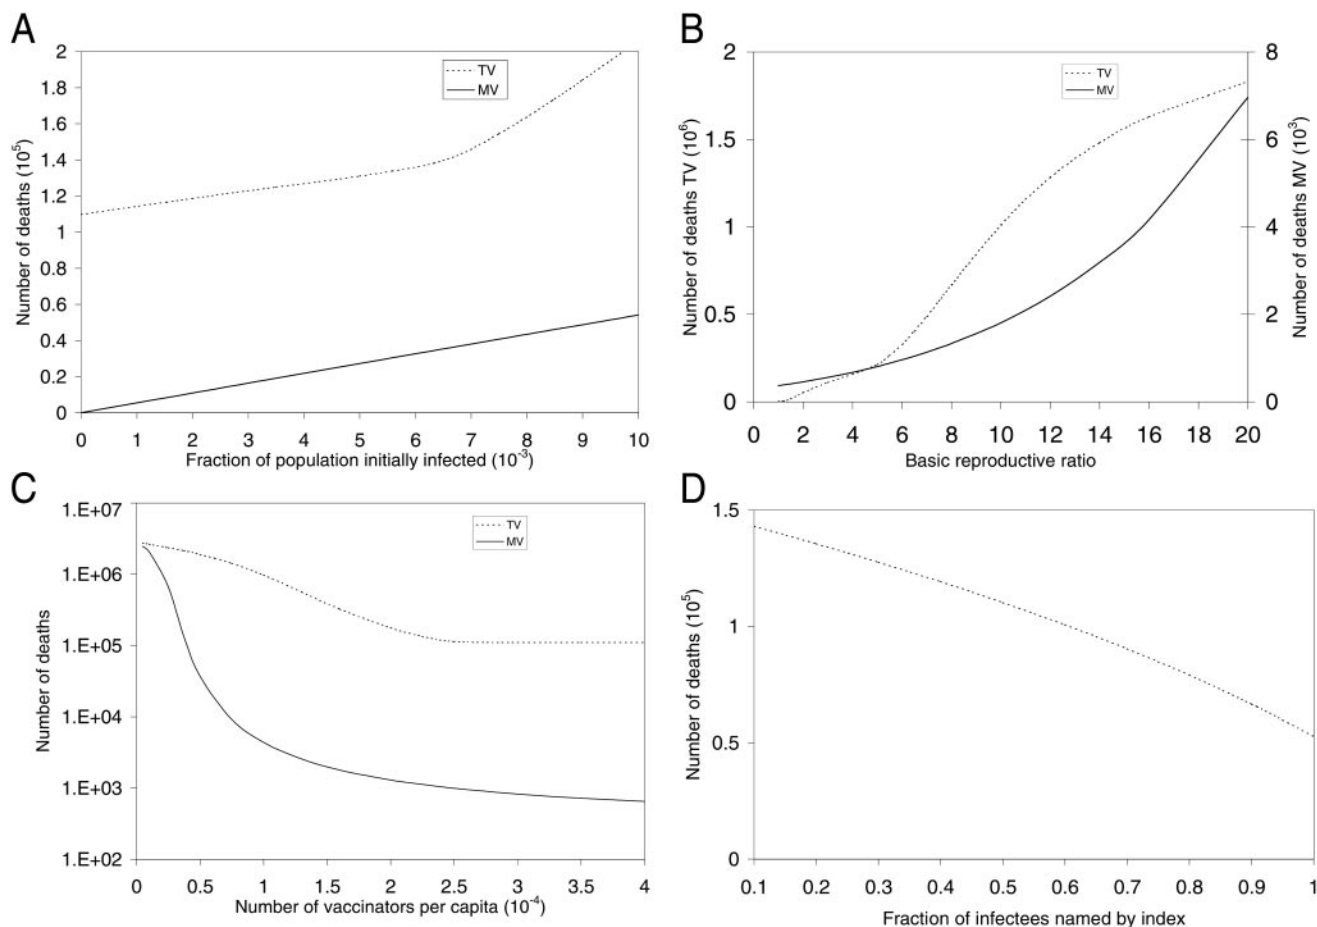 A
2
1.8
1.6
1.4
1.2
1
0.8
0.6
0.4
0.2
0
Number of deaths (10^5)
TV
MV
0 1 2 3 4 5 6 7 8 9 10
Fraction of population initially infected (10^-3)
B
2
1.5
1
0.5
0
Number of deaths TV (10^6)
TV
MV
8
6
4
2
0
Number of deaths MV (10^3)
0 2 4 6 8 10 12 14 16 18 20
Basic reproductive ratio
C
1.E+07
1.E+06
1.E+05
1.E+04
1.E+03
1.E+02
Number of deaths
TV
MV
0 0.5 1 1.5 2 2.5 3 3.5 4
Number of vaccinators per capita (10^-4)
D
1.5
1
0.5
0
Number of deaths (10^5)
0.1 0.2 0.3 0.4 0.5 0.6 0.7 0.8 0.9 1
Fraction of infectees named by index